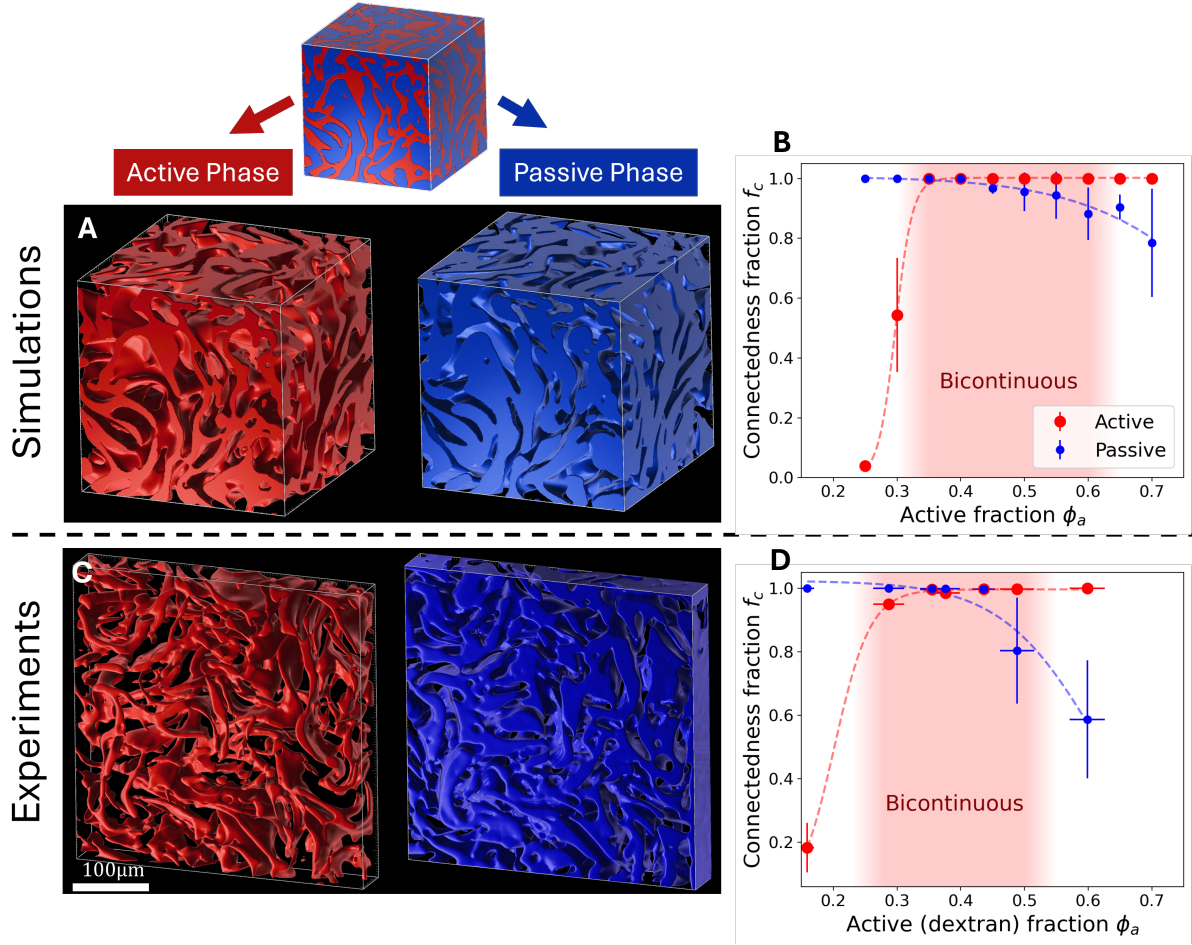 Active Phase
Passive Phase
Simulations
A
B
Connectedness fraction f_c
1.0
0.8
0.6
0.4
0.2
0.0
Bicontinuous
Active
Passive
0.2 0.3 0.4 0.5 0.6 0.7
Active fraction ϕ_a
Experiments
C
100μm
D
Connectedness fraction f_c
1.0
0.8
0.6
0.4
0.2
Bicontinuous
0.2 0.3 0.4 0.5 0.6 0.7
Active (dextran) fraction ϕ_a